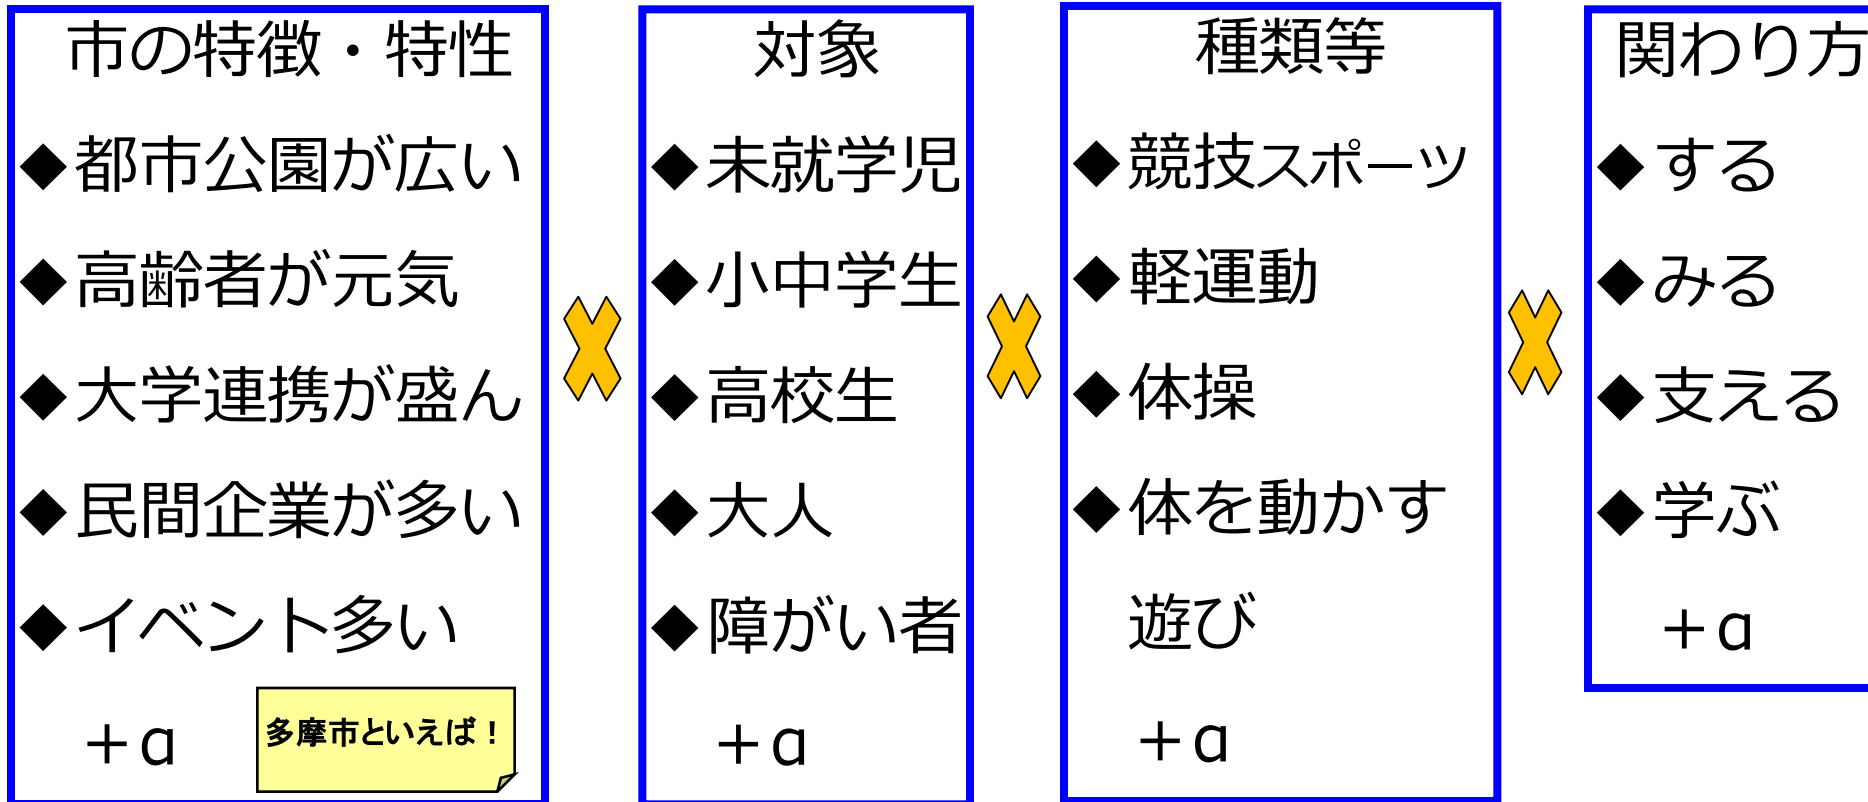 市の特徴・特性
◆都市公園が広い
◆高齢者が元気
◆大学連携が盛ん
◆民間企業が多い
◆イベント多い
+α
多摩市といえば！
対象
◆未就学児
◆小中学生
◆高校生
◆大人
◆障がい者
+α
種類等
◆競技スポーツ
◆軽運動
◆体操
◆体を動かす
遊び
+α
関わり方
◆する
◆みる
◆支える
◆学ぶ
+α